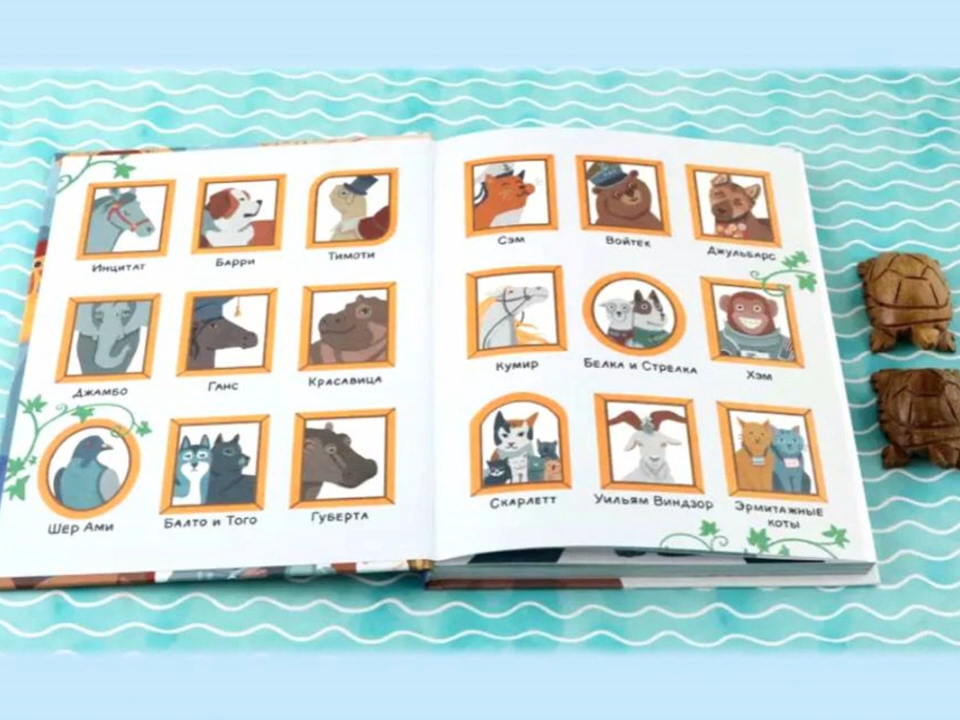 Инцитат
Барри
Тимоти
Джамбо
Ганс
Красавица
Шер Ами
Балто и Того
Губерта
Сэм
Войтек
Джульбарс
Кумир
Белка и Стрелка
Хэм
Скарлетт
Уильям Виндзор
Эрмитажные
коты